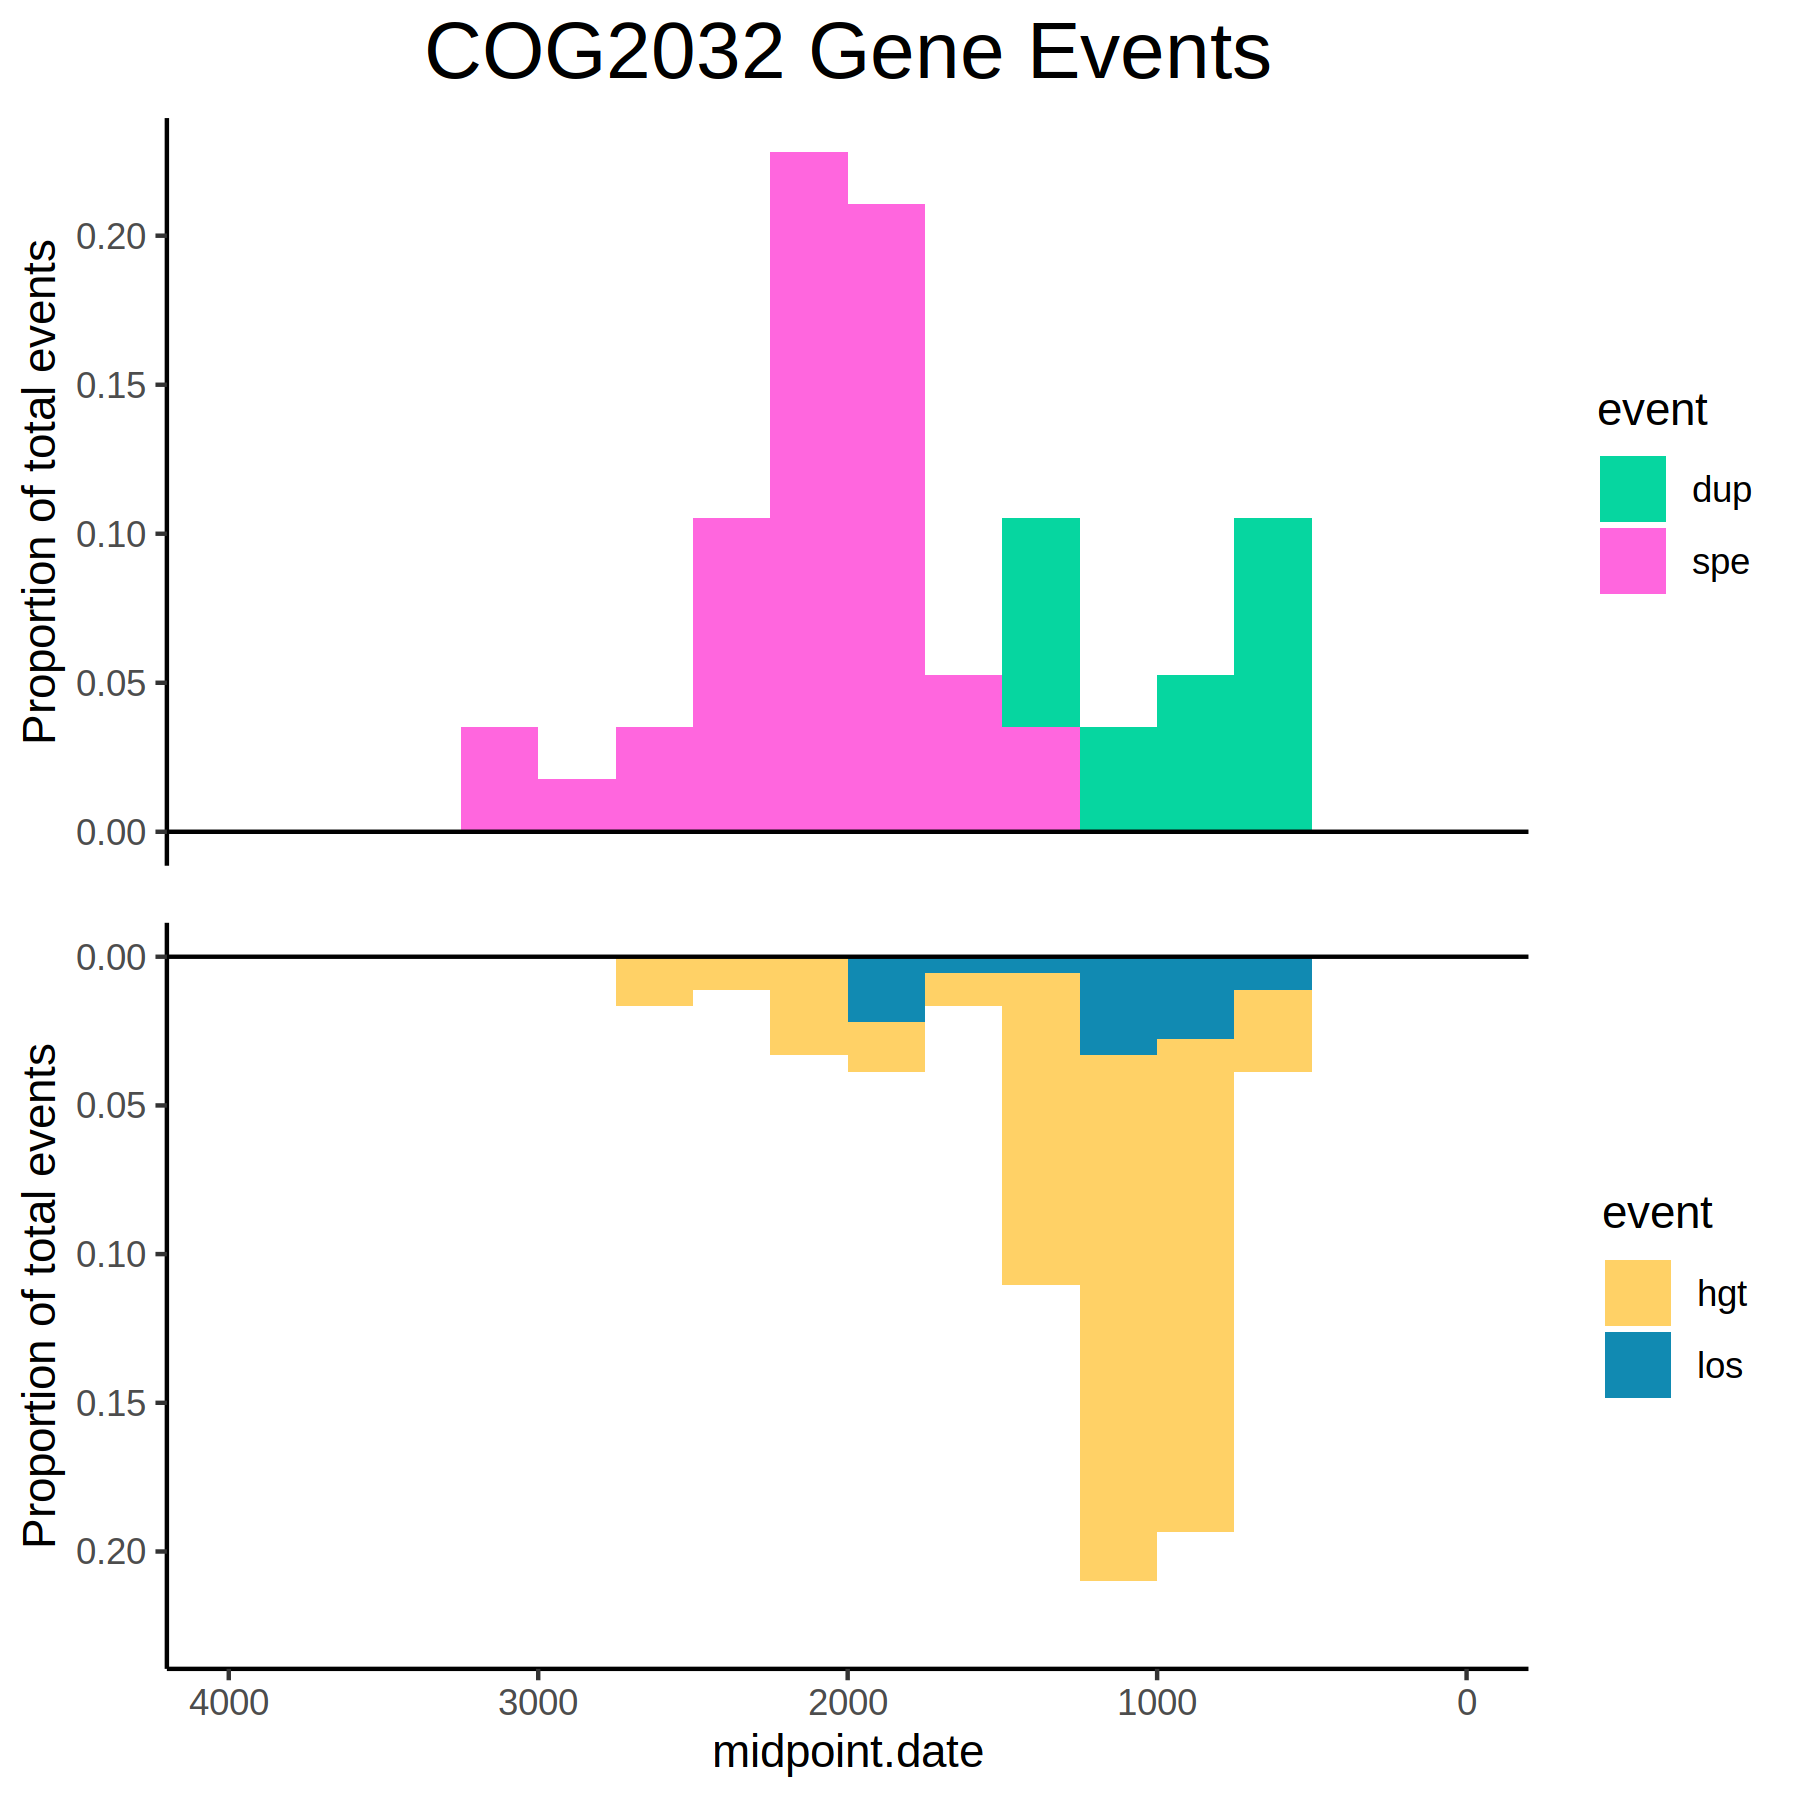 COG2032 Gene Events
Proportion of total events
0.20
0.15
0.10
0.05
0.00
event
dup
spe
Proportion of total events
0.00
0.05
0.10
0.15
0.20
event
hgt
los
4000 3000 2000 1000 0
midpoint.date